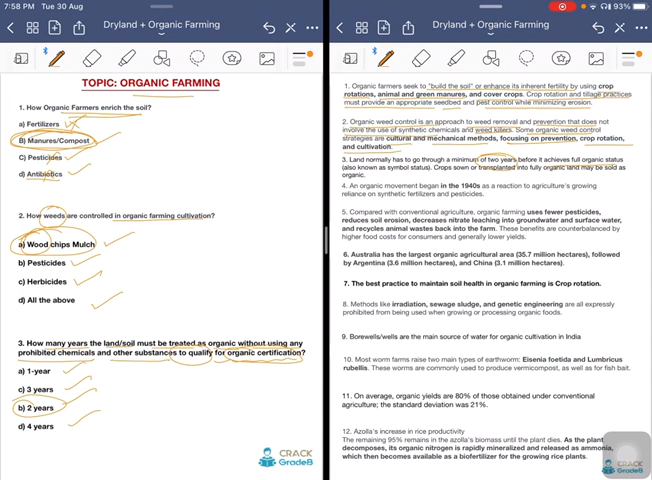 7:58 PM Tue 30 Aug
93%
Dryland + Organic Farming
Dryland + Organic Farming
TOPIC: ORGANIC FARMING
1. How Organic Farmers enrich the soil?
a) Fertilizers
B) Manures/Compost
C) Pesticides
d) Antibiotics
2. How weeds are controlled in organic farming cultivation?
a) Wood chips Mulch
b) Pesticides
c) Herbicides
d) All the above
3. How many years the land/soil must be treated as organic without using any
prohibited chemicals and other substances to qualify for organic certification?
a) 1-year
c) 3 years
b) 2 years
d) 4 years
CRACK
Grade B
1. Organic farmers seek to "build the soil" or enhance its inherent fertility by using crop
rotations, animal and green manures, and cover crops. Crop rotation and tillage practices
must provide an appropriate seedbed and pest control while minimizing erosion.
2. Organic weed control is an approach to weed removal and prevention that does not
involve the use of synthetic chemicals and weed killers. Some organic weed control
strategies are cultural and mechanical methods, focusing on prevention, crop rotation,
and cultivation.
3. Land normally has to go through a minimum of two years before it achieves full organic status
(also known as symbol status). Crops sown or transplanted into fully organic land may be sold as
organic.
4. An organic movement began in the 1940s as a reaction to agriculture's growing
reliance on synthetic fertilizers and pesticides.
5. Compared with conventional agriculture, organic farming uses fewer pesticides,
reduces soil erosion, decreases nitrate leaching into groundwater and surface water,
and recycles animal wastes back into the farm. These benefits are counterbalanced by
higher food costs for consumers and generally lower yields.
6. Australia has the largest organic agricultural area (35.7 million hectares), followed
by Argentina (3.6 million hectares), and China (3.1 million hectares).
7. The best practice to maintain soil health in organic farming is Crop rotation.
8. Methods like irradiation, sewage sludge, and genetic engineering are all expressly
prohibited from being used when growing or processing organic foods.
9. Borewells/wells are the main source of water for organic cultivation in India
10. Most worm farms raise two main types of earthworm: Eisenia foetida and Lumbricus
rubellis. These worms are commonly used to produce vermicompost, as well as for fish bait.
11. On average, organic yields are 80% of those obtained under conventional
agriculture; the standard deviation was 21%.
12. Azolla's increase in rice productivity
The remaining 95% remains in the azolla's biomass until the plant dies. As the plant
decomposes, its organic nitrogen is rapidly mineralized and released as ammonia,
which then becomes available as a biofertilizer for the growing rice plants.
CRACK
Grade B